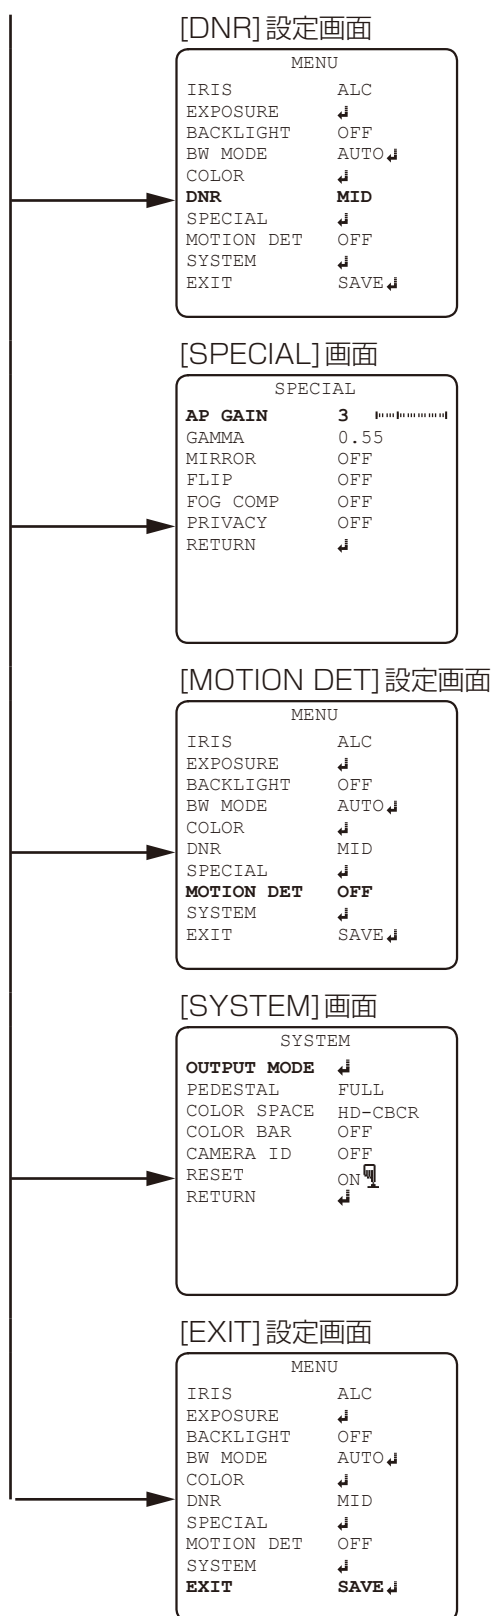 [DNR]設定画面
MENU
IRIS ALC
EXPOSURE ↲
BACKLIGHT OFF
BW MODE AUTO↲
COLOR ↲
DNR MID
SPECIAL ↲
MOTION DET OFF
SYSTEM ↲
EXIT SAVE↲
[SPECIAL]画面
SPECIAL
AP GAIN 3
GAMMA 0.55
MIRROR OFF
FLIP OFF
FOG COMP OFF
PRIVACY OFF
RETURN ↲
[MOTION DET]設定画面
MENU
IRIS ALC
EXPOSURE ↲
BACKLIGHT OFF
BW MODE AUTO↲
COLOR ↲
DNR MID
SPECIAL ↲
MOTION DET OFF
SYSTEM ↲
EXIT SAVE↲
[SYSTEM]画面
SYSTEM
OUTPUT MODE ↲
PEDESTAL FULL
COLOR SPACE HD-CBCR
COLOR BAR OFF
CAMERA ID OFF
RESET ON
RETURN ↲
[EXIT]設定画面
MENU
IRIS ALC
EXPOSURE ↲
BACKLIGHT OFF
BW MODE AUTO↲
COLOR ↲
DNR MID
SPECIAL ↲
MOTION DET OFF
SYSTEM ↲
EXIT SAVE↲